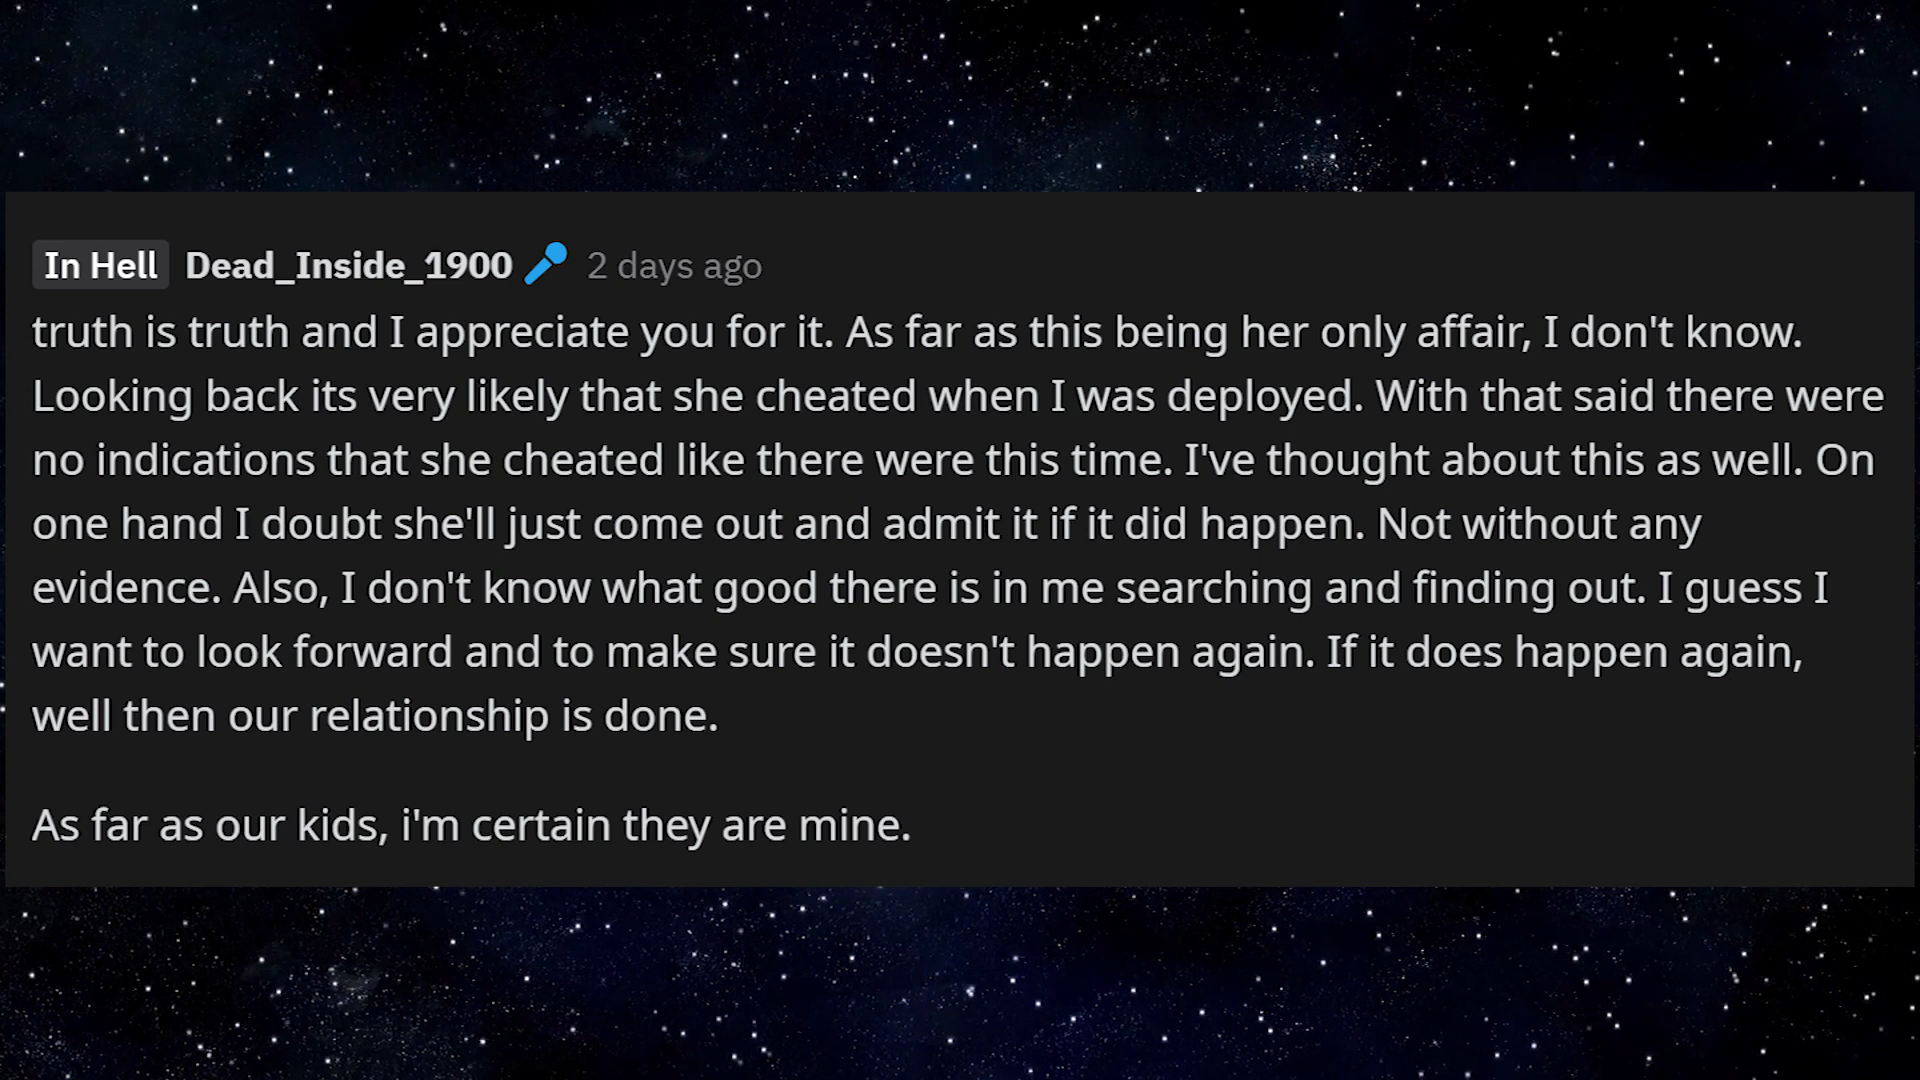 In Hell Dead_Inside_1900 2 days ago
truth is truth and I appreciate you for it. As far as this being her only affair, I don't know.
Looking back its very likely that she cheated when I was deployed. With that said there were
no indications that she cheated like there were this time. I've thought about this as well. On
one hand I doubt she'll just come out and admit it if it did happen. Not without any
evidence. Also, I don't know what good there is in me searching and finding out. I guess I
want to look forward and to make sure it doesn't happen again. If it does happen again,
well then our relationship is done.
As far as our kids, i'm certain they are mine.